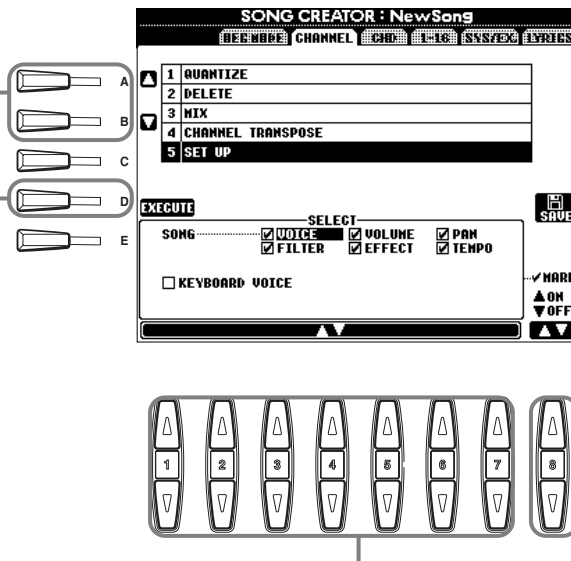 SONG CREATOR : NewSong
REC MODE CHANNEL CHD 1-16 SYS/EX. LYRICS
1 QUANTIZE
2 DELETE
3 MIX
4 CHANNEL TRANSPOSE
5 SET UP
A
B
C
D
E
EXECUTE
SAVE
SELECT
SONG VOICE VOLUME PAN
FILTER EFFECT TEMPO
KEYBOARD VOICE
MARK
ON
OFF
1 2 3 4 5 6 7 8